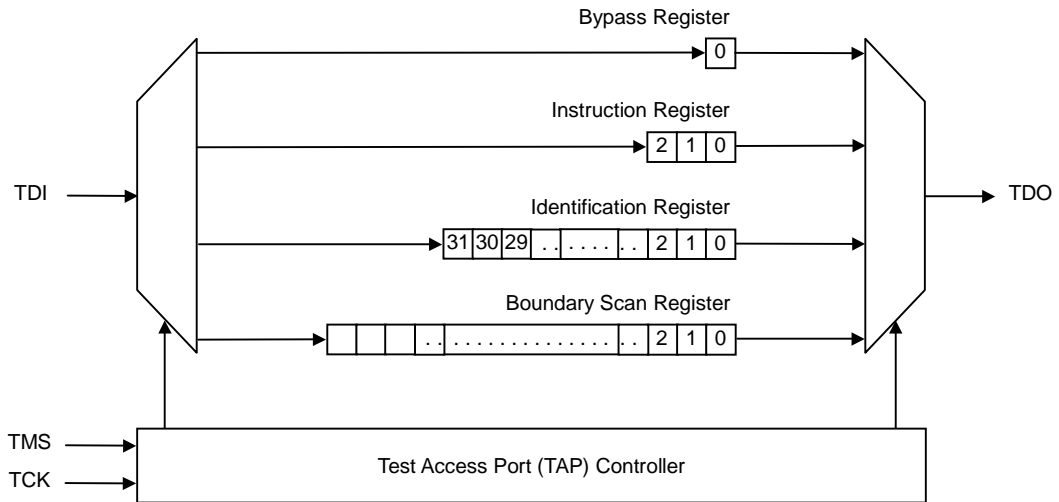 Bypass Register
0
Instruction Register
2 1 0
TDI
TDO
Identification Register
31 30 29 . . . . . . . . 2 1 0
Boundary Scan Register
. . . . . . . . . . . . . . . . . . 2 1 0
TMS
TCK
Test Access Port (TAP) Controller